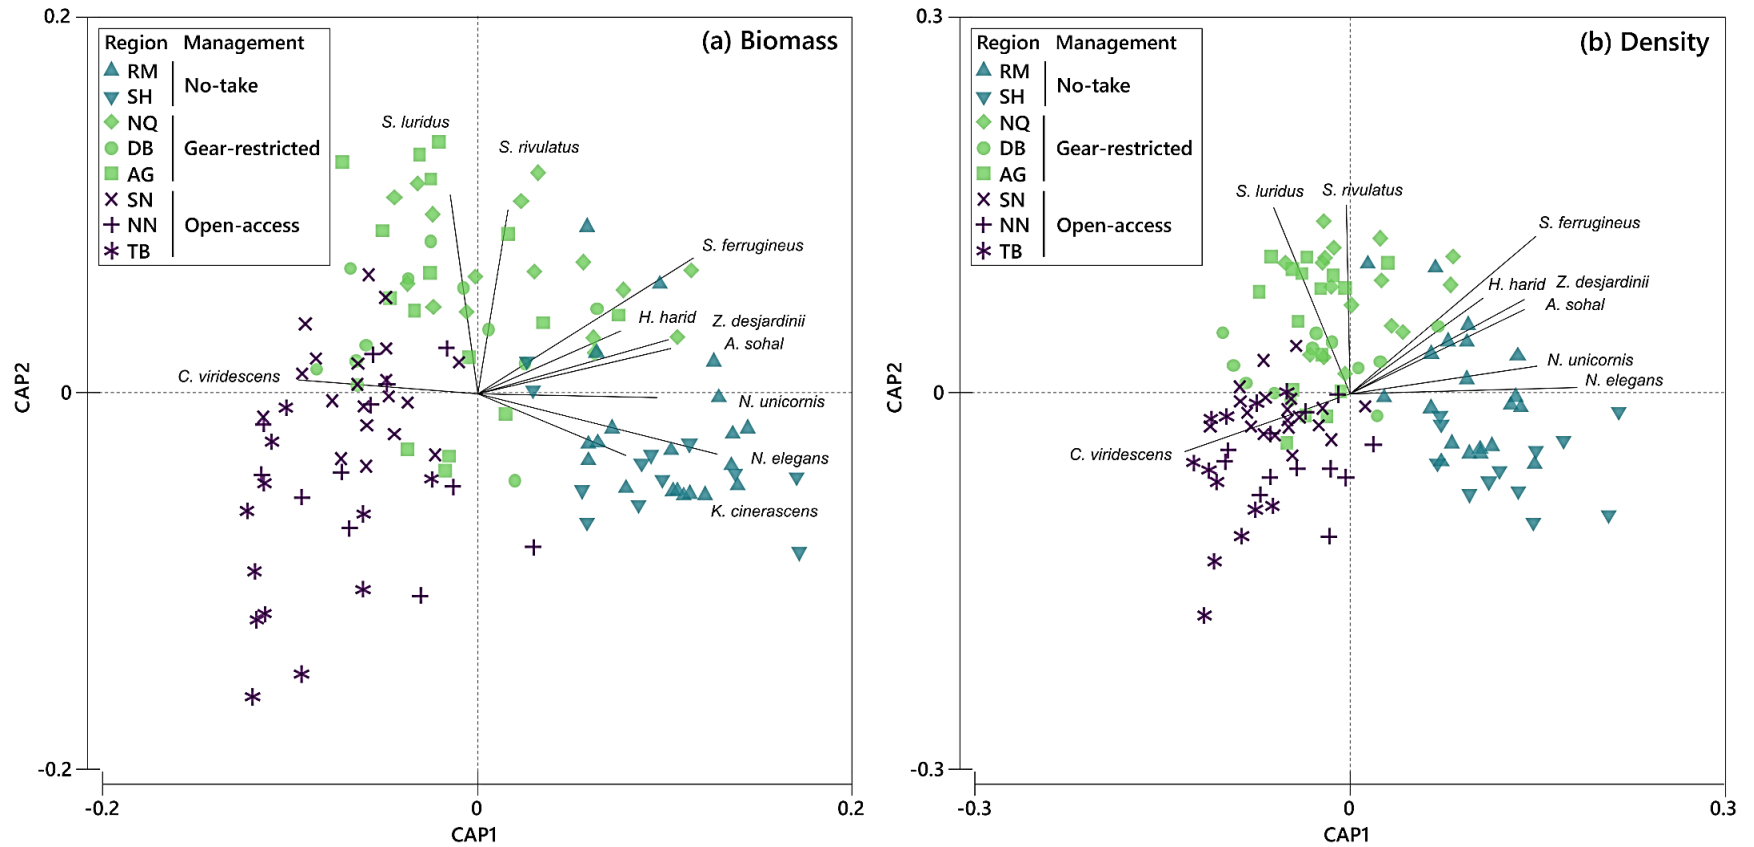 0.2
(a) Biomass
Region Management
RM
No-take
SH
NQ
DB Gear-restricted
AG
SN
NN Open-access
TB
S. luridus
S. rivulatus
S. ferrugineus
H. harid
Z. desjardinii
A. sohal
C. viridescens
N. unicornis
N. elegans
K. cinerascens
CAP2
0
-0.2
-0.2 0 0.2
CAP1
0.3
(b) Density
Region Management
RM
No-take
SH
NQ
DB Gear-restricted
AG
SN
NN Open-access
TB
S. luridus S. rivulatus
S. ferrugineus
H. harid Z. desjardinii
A. sohal
N. unicornis
N. elegans
C. viridescens
CAP2
0
-0.3
-0.3 0 0.3
CAP1